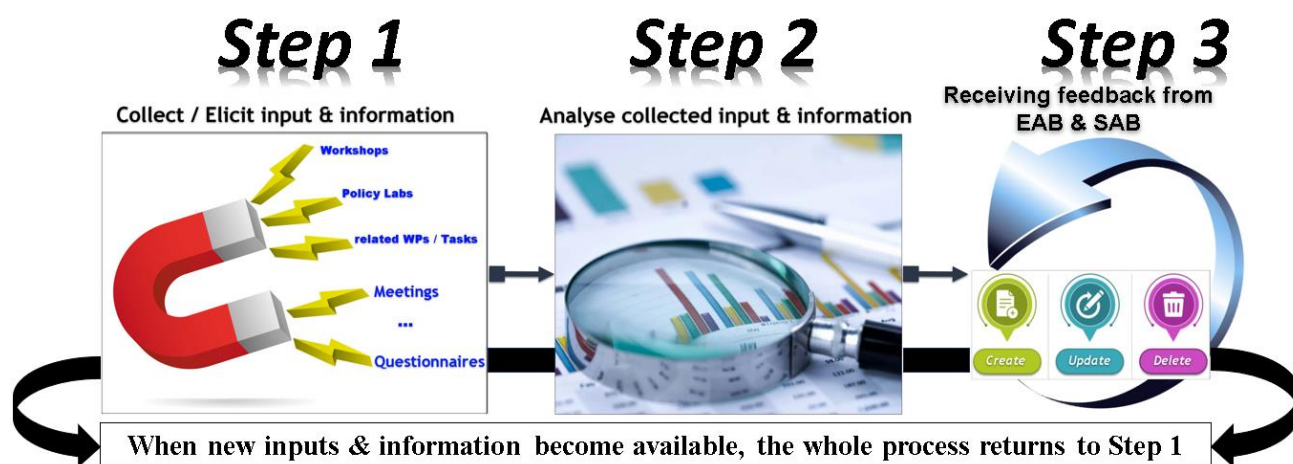 Step 1
Step 2
Step 3
Collect / Elicit input & information
Analyse collected input & information
Receiving feedback from
EAB & SAB
Workshops
Policy Labs
related WPs / Tasks
Meetings
...
Questionnaires
Create
Update
Delete
When new inputs & information become available, the whole process returns to Step 1